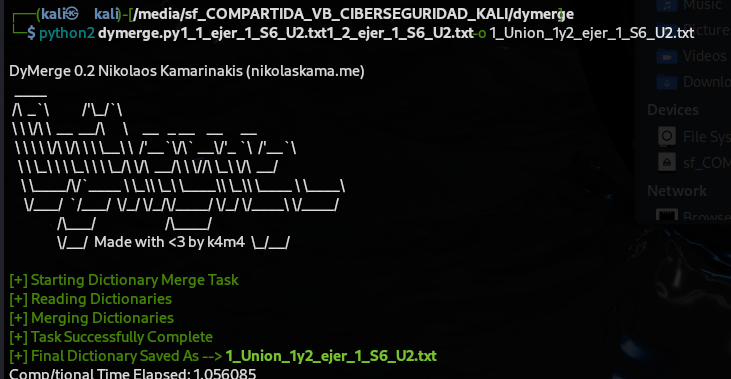 ┌──(kali㉿kali)-[/media/sf_COMPARTIDA_VB_CIBERSEGURIDAD_KALI/dymerge]
└─$ python2 dymerge.py1_1_ejer_1_S6_U2.txt1_2_ejer_1_S6_U2.txt-o 1_Union_1y2_ejer_1_S6_U2.txt
DyMerge 0.2 Nikolaos Kamarinakis (nikolaskama.me)
Made with <3 by k4m4
[+] Starting Dictionary Merge Task
[+] Reading Dictionaries
[+] Merging Dictionaries
[+] Task Successfully Complete
[+] Final Dictionary Saved As --> 1_Union_1y2_ejer_1_S6_U2.txt
Comp/tional Time Elapsed: 1.056085
Music
Picture
Videos
Downlo
Devices
File Sys
sf_COM
Network
Browse